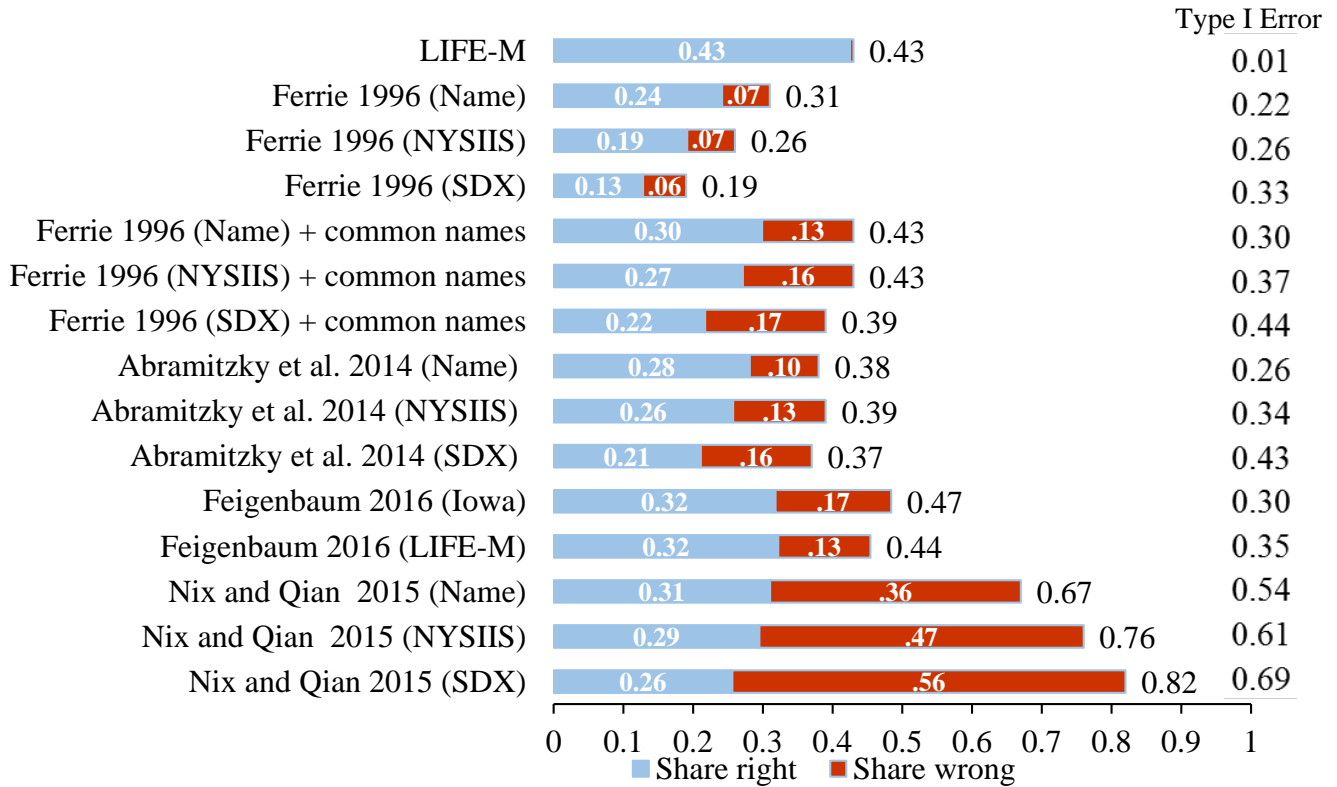 Type I Error
LIFE-M 0.43 0.43 0.01
Ferrie 1996 (Name) 0.24 .07 0.31 0.22
Ferrie 1996 (NYSIIS) 0.19 .07 0.26 0.26
Ferrie 1996 (SDX) 0.13 .06 0.19 0.33
Ferrie 1996 (Name) + common names 0.30 .13 0.43 0.30
Ferrie 1996 (NYSIIS) + common names 0.27 .16 0.43 0.37
Ferrie 1996 (SDX) + common names 0.22 .17 0.39 0.44
Abramitzky et al. 2014 (Name) 0.28 .10 0.38 0.26
Abramitzky et al. 2014 (NYSIIS) 0.26 .13 0.39 0.34
Abramitzky et al. 2014 (SDX) 0.21 .16 0.37 0.43
Feigenbaum 2016 (Iowa) 0.32 .17 0.47 0.30
Feigenbaum 2016 (LIFE-M) 0.32 .13 0.44 0.35
Nix and Qian 2015 (Name) 0.31 .36 0.67 0.54
Nix and Qian 2015 (NYSIIS) 0.29 .47 0.76 0.61
Nix and Qian 2015 (SDX) 0.26 .56 0.82 0.69
0 0.1 0.2 0.3 0.4 0.5 0.6 0.7 0.8 0.9 1
Share right Share wrong